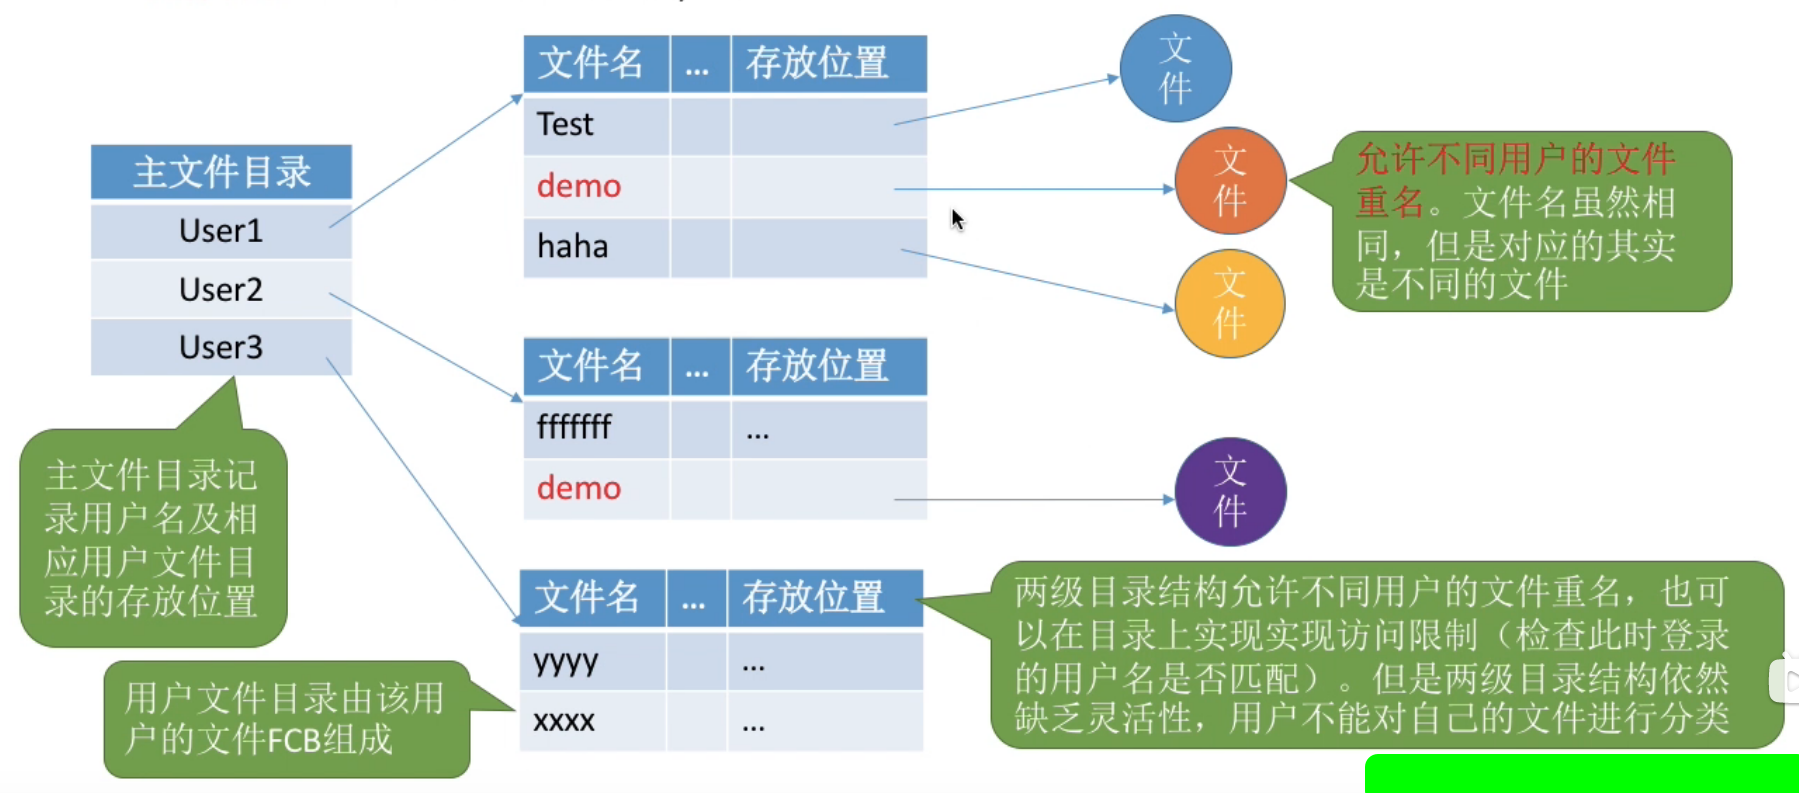 主文件目录
User1
User2
User3
主文件目录记
录用户名及相
应用户文件目
录的存放位置
用户文件目录由该用
户的文件FCB组成
文件名 ... 存放位置
Test
demo
haha
文件名 ... 存放位置
fffffff ...
demo
文件名 ... 存放位置
yyyy ...
xxxx ...
文
件
文
件
文
件
文
件
允许不同用户的文件
重名。文件名虽然相
同，但是对应的其实
是不同的文件
两级目录结构允许不同用户的文件重名，也可
以在目录上实现实现访问限制（检查此时登录
的用户名是否匹配）。但是两级目录结构依然
缺乏灵活性，用户不能对自己的文件进行分类